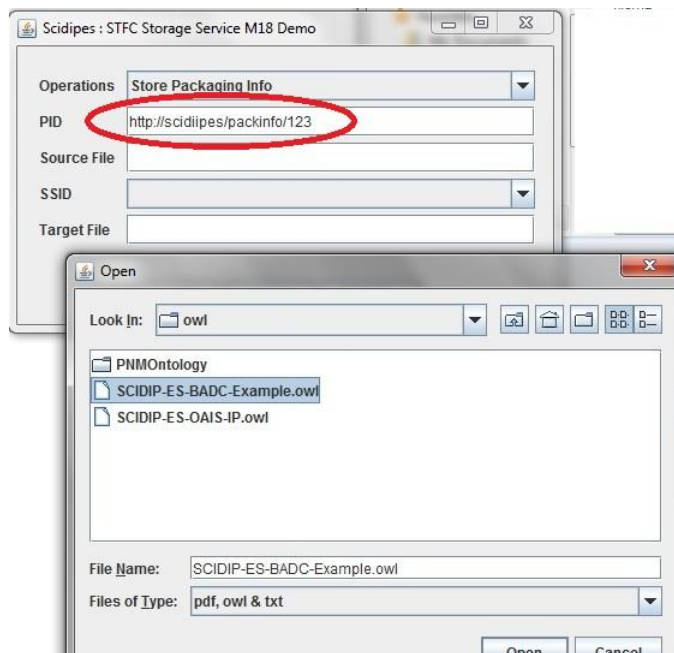 Scidipes : STFC Storage Service M18 Demo
Operations Store Packaging Info
PID http://scidiipes/packinfo/123
Source File
SSID
Target File
Open
Look In: owl
PNMOntology
SCIDIP-ES-BADC-Example.owl
SCIDIP-ES-OAIS-IP.owl
File Name: SCIDIP-ES-BADC-Example.owl
Files of Type: pdf, owl & txt
Open Cancel